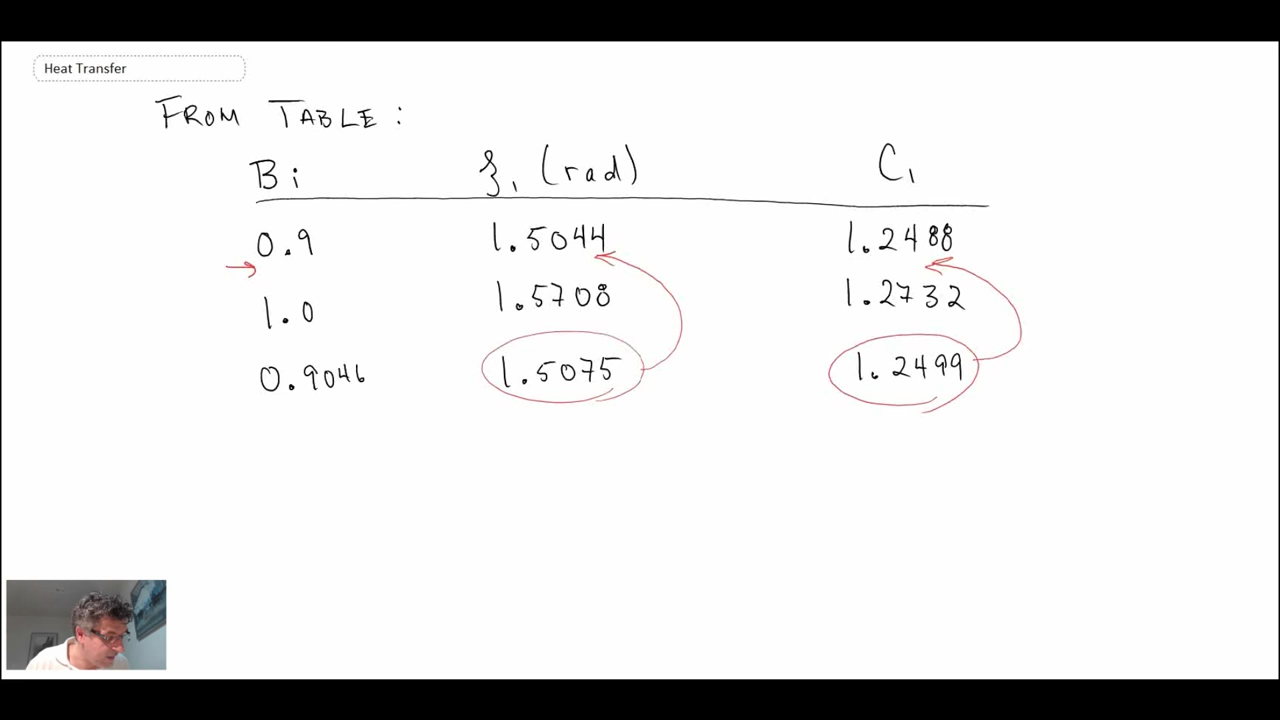 Heat Transfer
FROM TABLE:
Bi ξ₁ (rad) C₁
0.9 1.5044 1.2488
1.0 1.5708 1.2732
0.9046 1.5075 1.2499